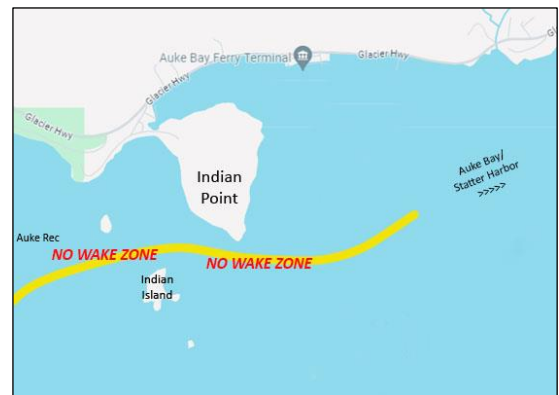 Auke Bay Ferry Terminal
Glacier Hwy
Glacier
Glacier Hwy
Glacier Hwy
Indian
Point
Auke Bay/
Statter Harbor
>>>>>
Auke Rec
NO WAKE ZONE
NO WAKE ZONE
Indian
Island